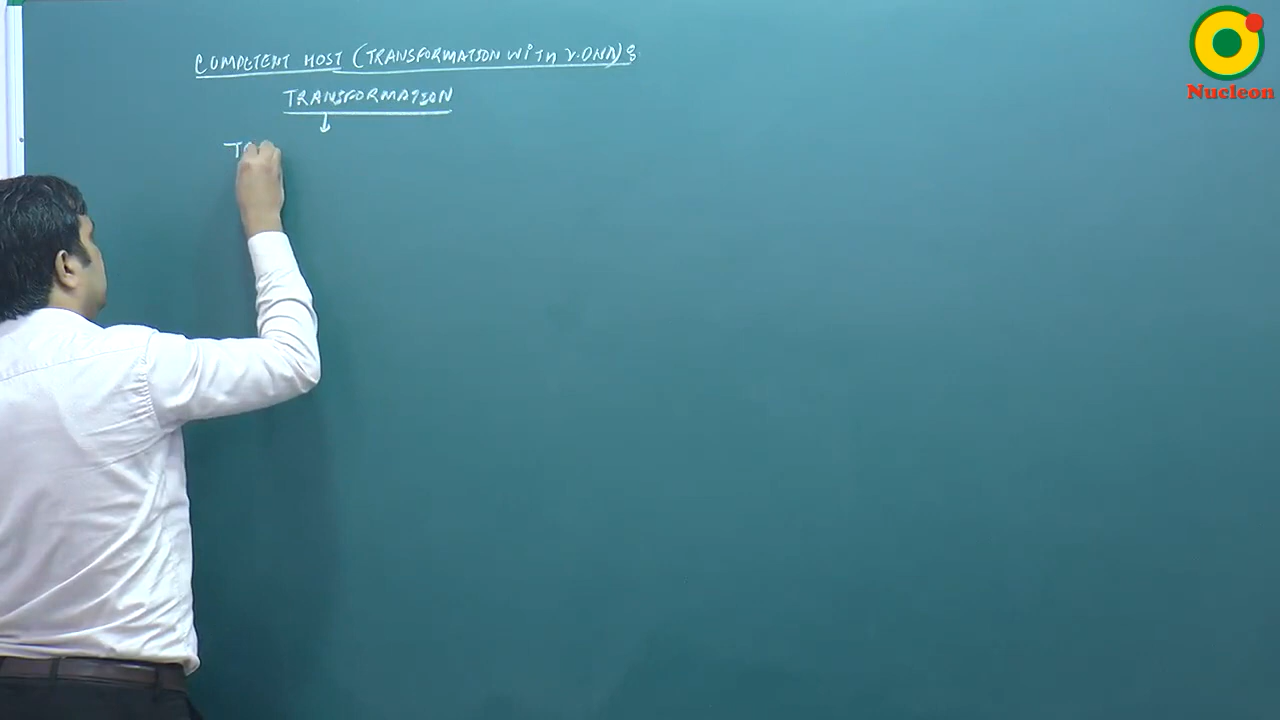 COMPETENT HOST (TRANSFORMATION WITH r.DNA) :
TRANSFORMATION
Nucleon